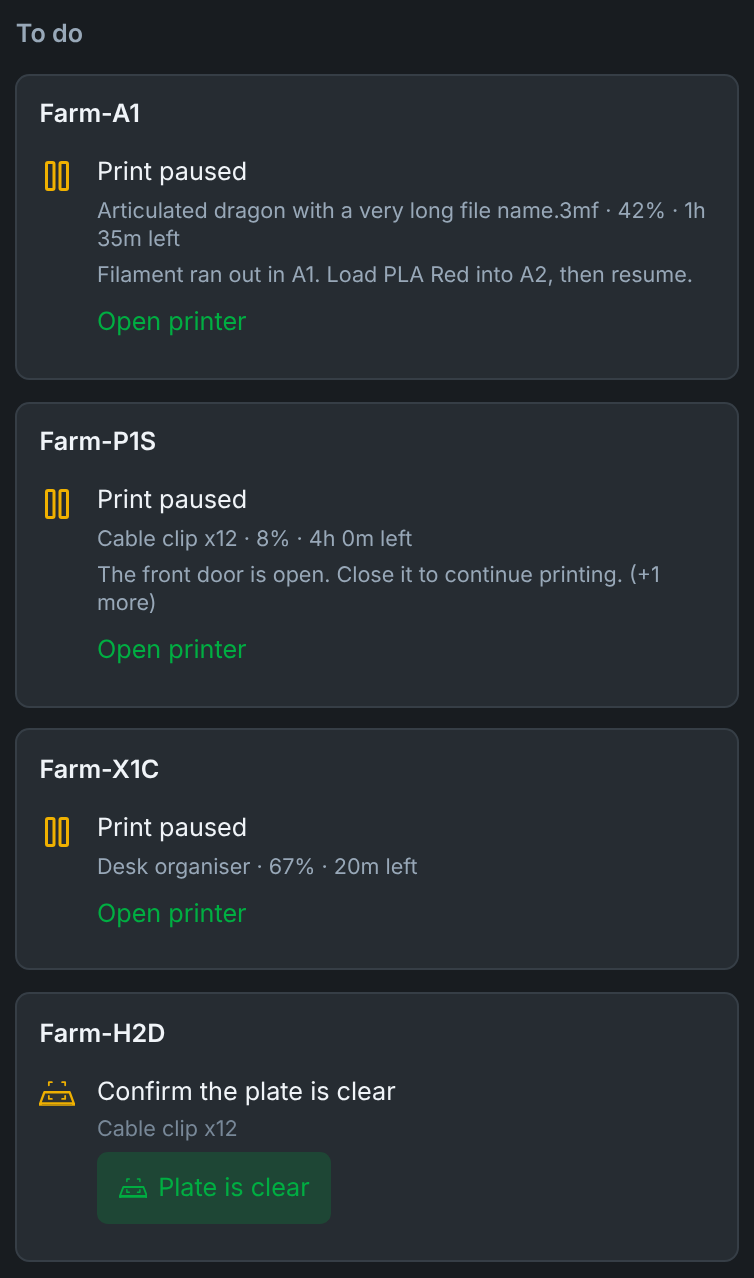 To do
Farm-A1
Print paused
Articulated dragon with a very long file name.3mf · 42% · 1h
35m left
Filament ran out in A1. Load PLA Red into A2, then resume.
Open printer
Farm-P1S
Print paused
Cable clip x12 · 8% · 4h 0m left
The front door is open. Close it to continue printing. (+1
more)
Open printer
Farm-X1C
Print paused
Desk organiser · 67% · 20m left
Open printer
Farm-H2D
Confirm the plate is clear
Cable clip x12
Plate is clear